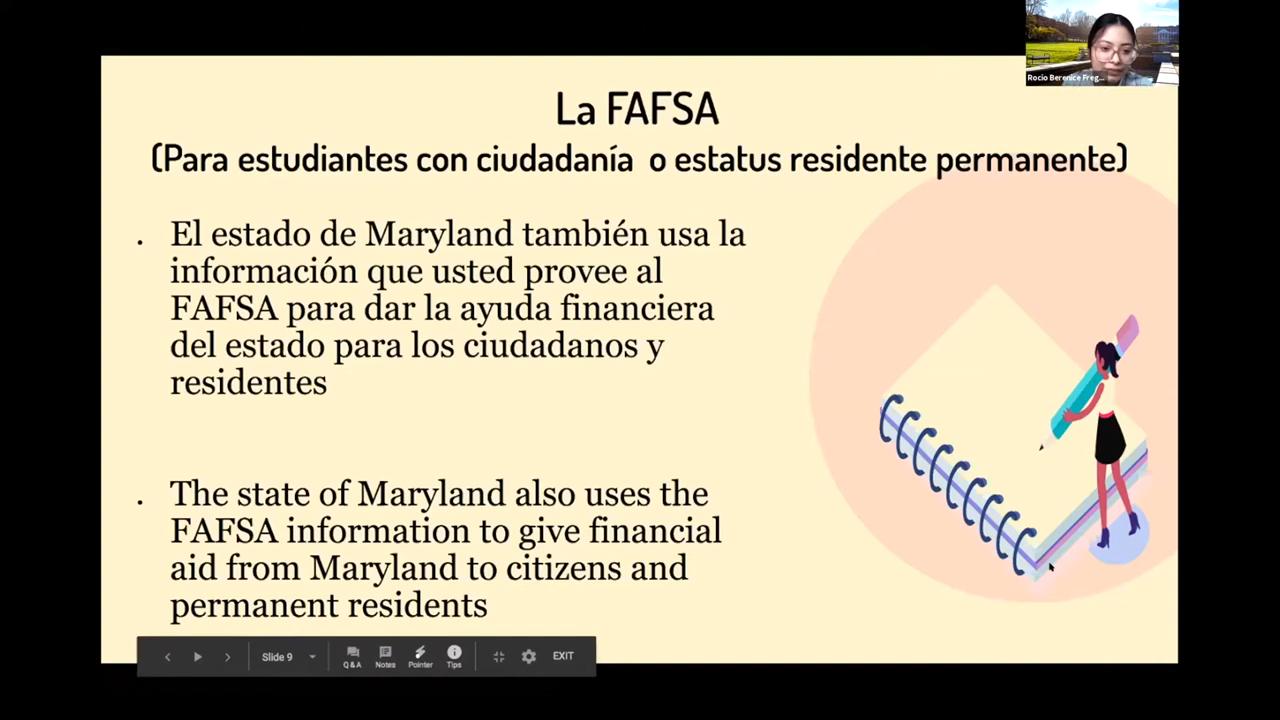 Rocio Berenice Freg...
La FAFSA
(Para estudiantes con ciudadanía o estatus residente permanente)
. El estado de Maryland también usa la
información que usted provee al
FAFSA para dar la ayuda financiera
del estado para los ciudadanos y
residentes
. The state of Maryland also uses the
FAFSA information to give financial
aid from Maryland to citizens and
permanent residents
Slide 9
Q & A
Notes
Pointer
Tips
EXIT